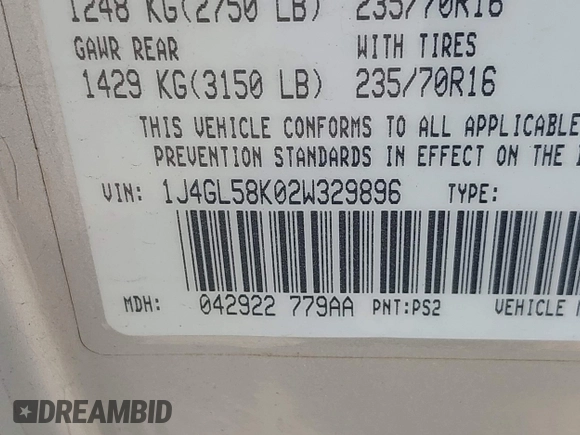 1248 KG(2750 LB) 235/70R16
GAWR REAR WITH TIRES
1429 KG(3150 LB) 235/70R16
THIS VEHICLE CONFORMS TO ALL APPLICABLE
PREVENTION STANDARDS IN EFFECT ON THE
VIN: 1J4GL58K02W329896 TYPE:
MDH: 042922 779AA PNT:PS2 VEHICLE
DREAMBID